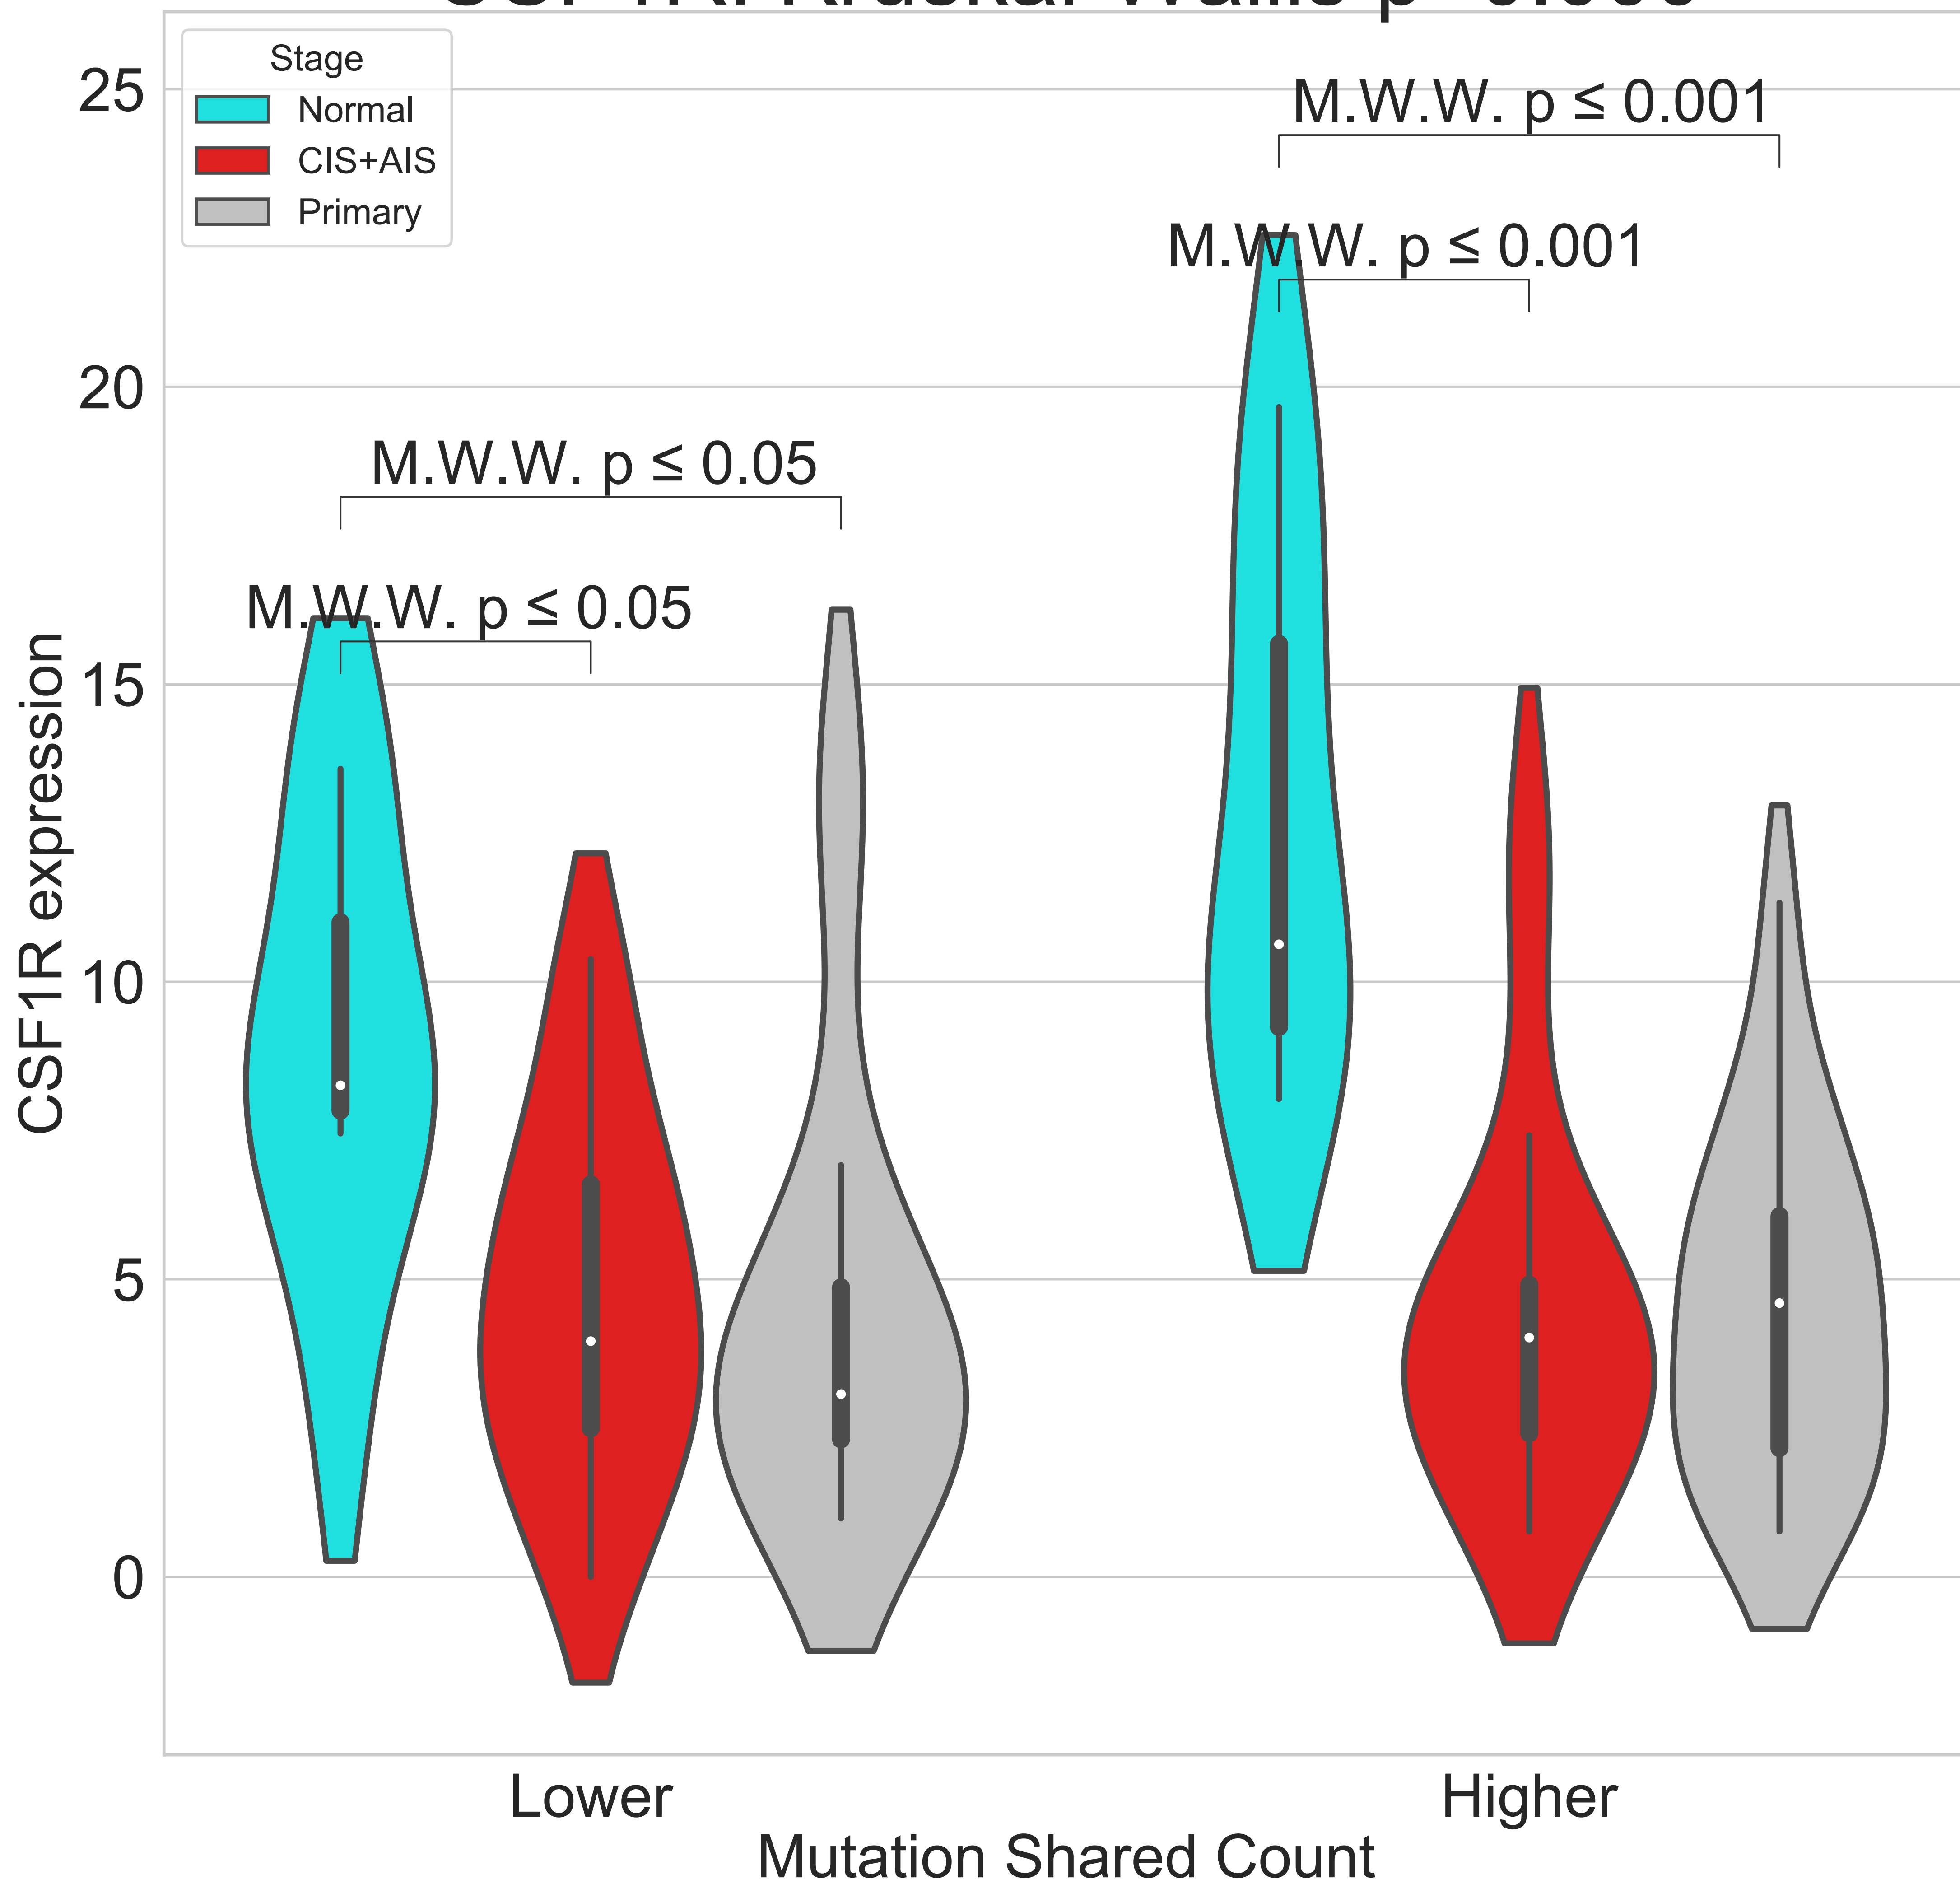 Stage
Normal
CIS+AIS
Primary
25
20
15
10
5
0
CSF1R expression
M.W.W. p ≤ 0.001
M.W.W. p ≤ 0.001
M.W.W. p ≤ 0.05
M.W.W. p ≤ 0.05
Lower
Higher
Mutation Shared Count